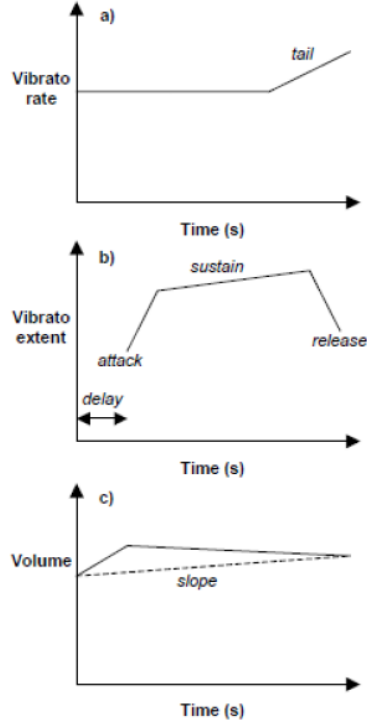 a)
tail
Vibrato
rate
Time (s)
b)
sustain
Vibrato
extent
attack
release
delay
Time (s)
c)
Volume
slope
Time (s)